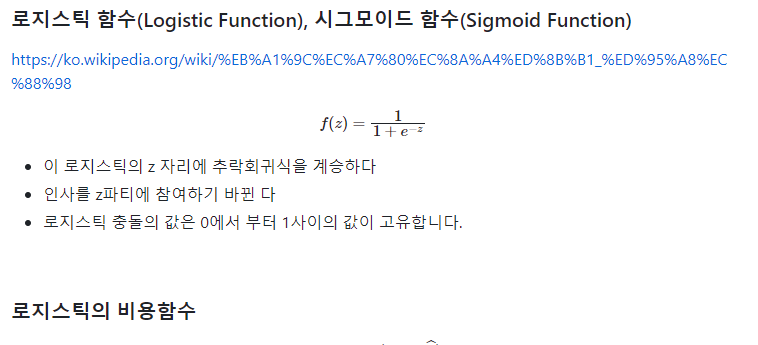 로지스틱 함수(Logistic Function), 시그모이드 함수(Sigmoid Function)
https://ko.wikipedia.org/wiki/%EB%A1%9C%EC%A7%80%EC%8A%A4%ED%8B%B1_%ED%95%A8%EC
%88%98
f(z) = 1 / (1 + e^{-z})
• 이 로지스틱의 z 자리에 추락회귀식을 계승하다
• 인사를 z파티에 참여하기 바뀐 다
• 로지스틱 충돌의 값은 0에서 부터 1사이의 값이 고유합니다.
로지스틱의 비용함수